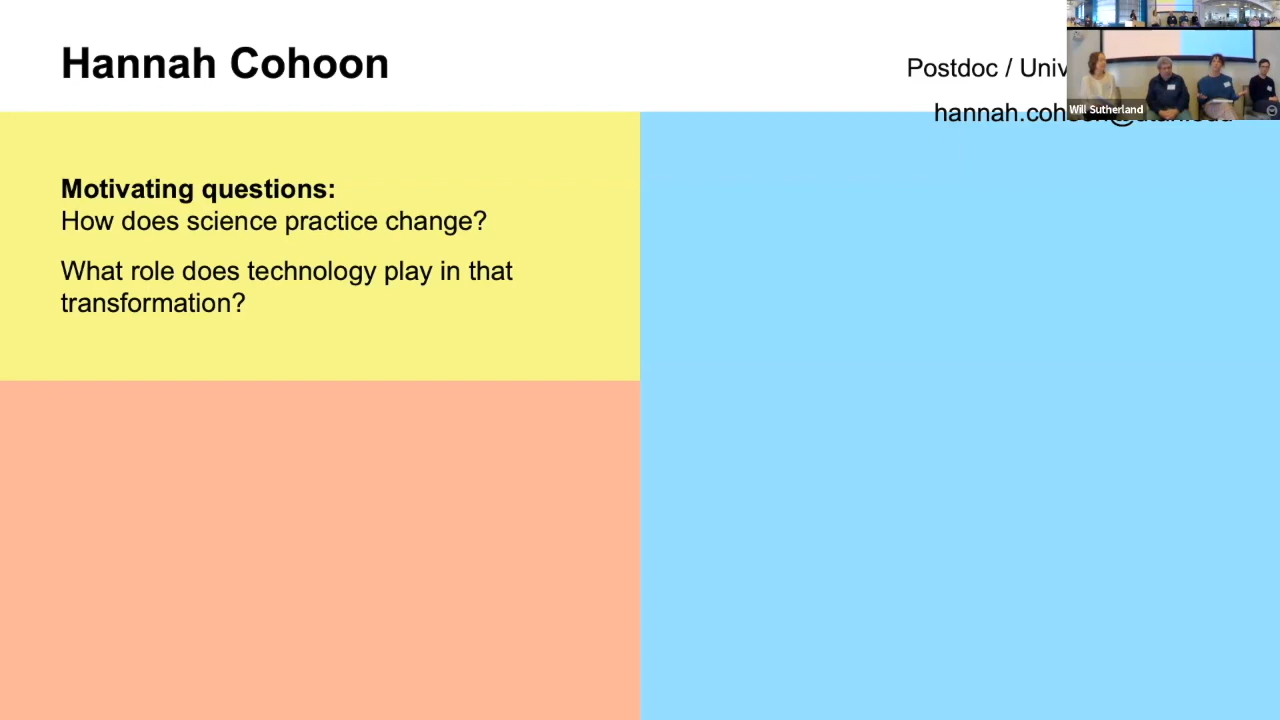 Hannah Cohoon
Postdoc / Univ
hannah.coh
Will Sutherland
Motivating questions:
How does science practice change?
What role does technology play in that
transformation?